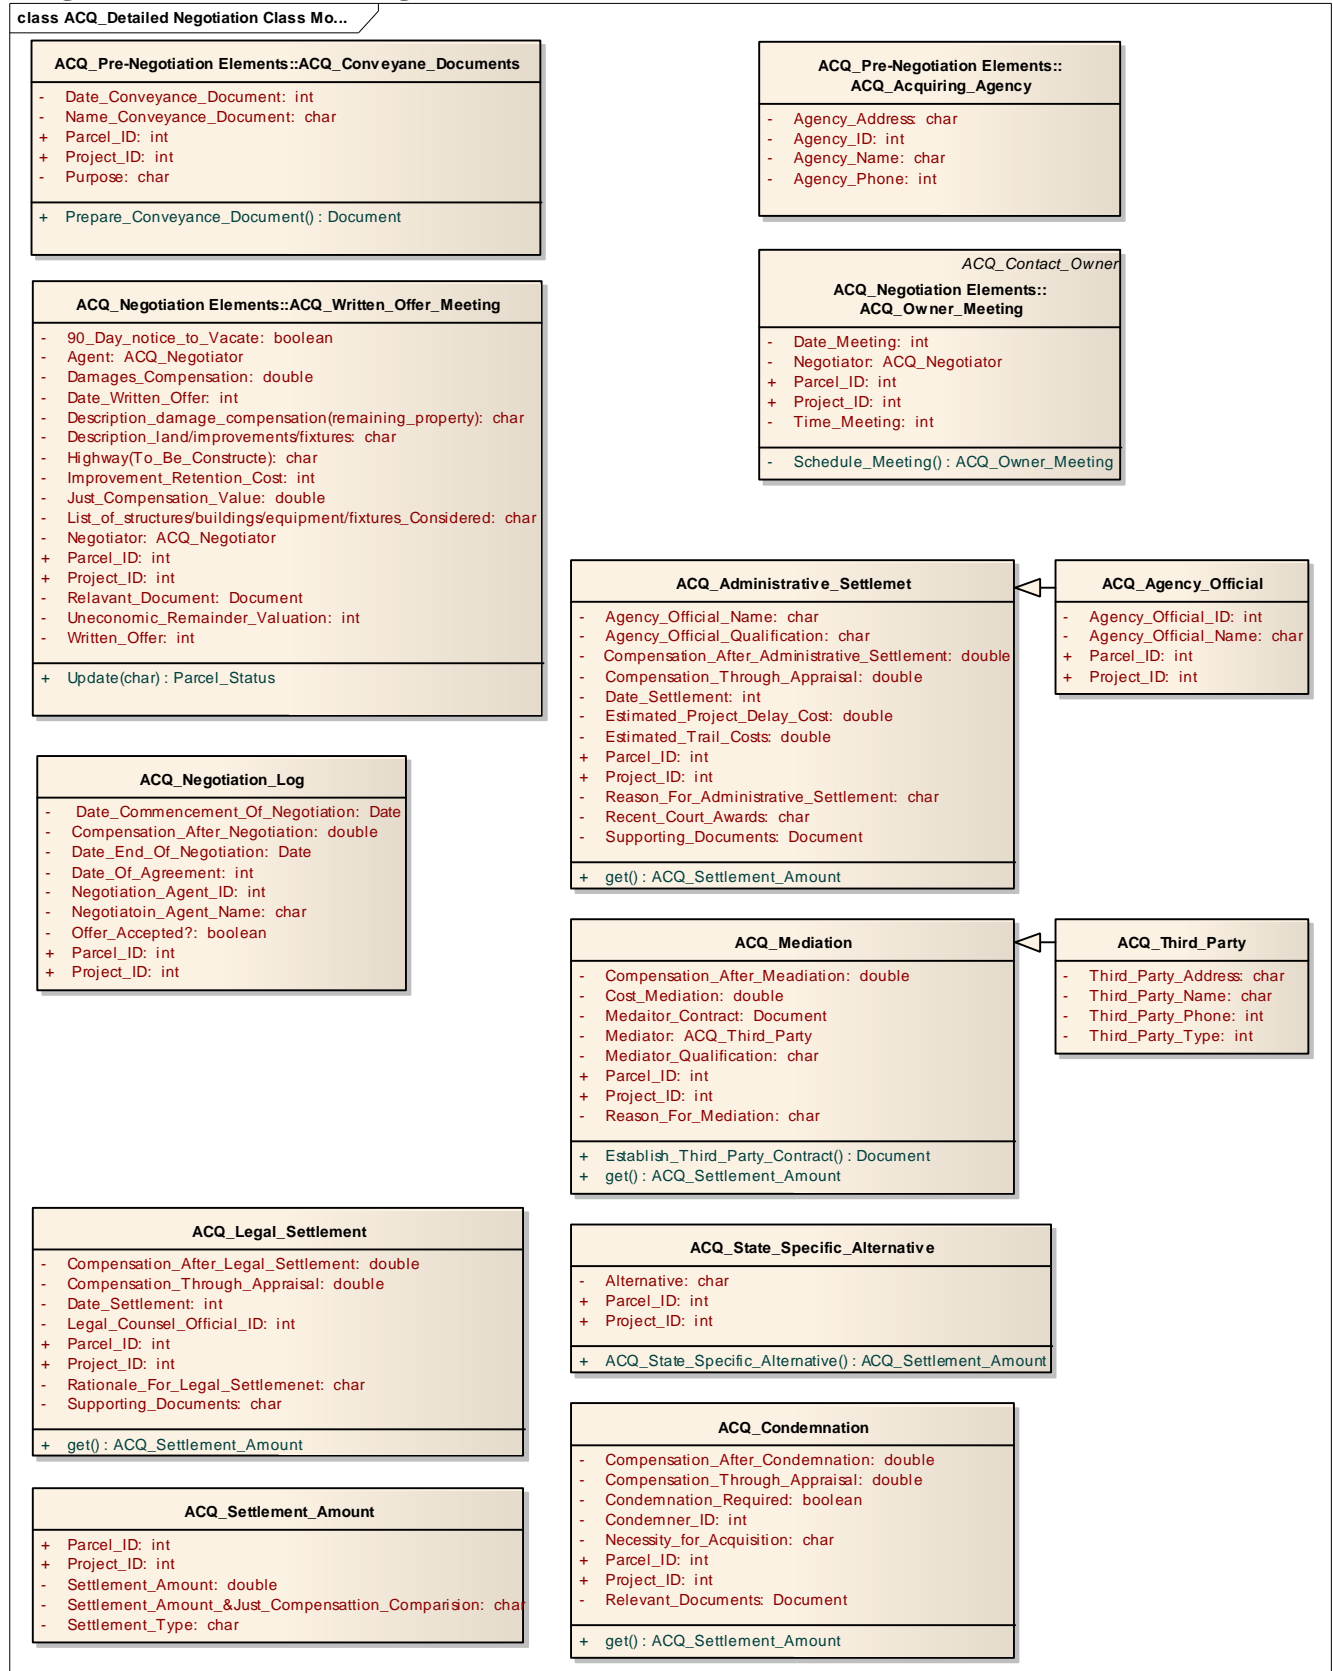 class ACQ_Detailed Negotiation Class Mo...
ACQ_Pre-Negotiation Elements::ACQ_Conveyane_Documents
- Date_Conveyance_Document: int
- Name_Conveyance_Document: char
+ Parcel_ID: int
+ Project_ID: int
- Purpose: char
+ Prepare_Conveyance_Document() : Document
ACQ_Pre-Negotiation Elements::
ACQ_Acquiring_Agency
- Agency_Address: char
- Agency_ID: int
- Agency_Name: char
- Agency_Phone: int
ACQ_Contact_Owner
ACQ_Negotiation Elements::
ACQ_Owner_Meeting
- Date_Meeting: int
- Negotiator: ACQ_Negotiator
+ Parcel_ID: int
+ Project_ID: int
- Time_Meeting: int
- Schedule_Meeting() : ACQ_Owner_Meeting
ACQ_Negotiation Elements::ACQ_Written_Offer_Meeting
- 90_Day_notice_to_Vacate: boolean
- Agent: ACQ_Negotiator
- Damages_Compensation: double
- Date_Written_Offer: int
- Description_damage_compensation(remaining_property): char
- Description_land/improvements/fixtures: char
- Highway(To_Be_Constructe): char
- Improvement_Retention_Cost: int
- Just_Compensation_Value: double
- List_of_structures/buildings/equipment/fixtures_Considered: char
- Negotiator: ACQ_Negotiator
+ Parcel_ID: int
+ Project_ID: int
- Relavant_Document: Document
- Uneconomic_Remainder_Valuation: int
- Written_Offer: int
+ Update(char) : Parcel_Status
ACQ_Administrative_Settlemet
- Agency_Official_Name: char
- Agency_Official_Qualification: char
- Compensation_After_Administrative_Settlement: double
- Compensation_Through_Appraisal: double
- Date_Settlement: int
- Estimated_Project_Delay_Cost: double
- Estimated_Trail_Costs: double
+ Parcel_ID: int
+ Project_ID: int
- Reason_For_Administrative_Settlement: char
- Recent_Court_Awards: char
- Supporting_Documents: Document
+ get() : ACQ_Settlement_Amount
ACQ_Agency_Official
- Agency_Official_ID: int
- Agency_Official_Name: char
+ Parcel_ID: int
+ Project_ID: int
ACQ_Negotiation_Log
- Date_Commencement_Of_Negotiation: Date
- Compensation_After_Negotiation: double
- Date_End_Of_Negotiation: Date
- Date_Of_Agreement: int
- Negotiation_Agent_ID: int
- Negotiatoin_Agent_Name: char
- Offer_Accepted?: boolean
+ Parcel_ID: int
+ Project_ID: int
ACQ_Mediation
- Compensation_After_Meadiation: double
- Cost_Mediation: double
- Medaitor_Contract: Document
- Mediator: ACQ_Third_Party
- Mediator_Qualification: char
+ Parcel_ID: int
+ Project_ID: int
- Reason_For_Mediation: char
+ Establish_Third_Party_Contract() : Document
+ get() : ACQ_Settlement_Amount
ACQ_Third_Party
- Third_Party_Address: char
- Third_Party_Name: char
- Third_Party_Phone: int
- Third_Party_Type: int
ACQ_Legal_Settlement
- Compensation_After_Legal_Settlement: double
- Compensation_Through_Appraisal: double
- Date_Settlement: int
- Legal_Counsel_Official_ID: int
+ Parcel_ID: int
+ Project_ID: int
- Rationale_For_Legal_Settlemenet: char
- Supporting_Documents: char
+ get() : ACQ_Settlement_Amount
ACQ_State_Specific_Alternative
- Alternative: char
+ Parcel_ID: int
+ Project_ID: int
+ ACQ_State_Specific_Alternative() : ACQ_Settlement_Amount
ACQ_Condemnation
- Compensation_After_Condemnation: double
- Compensation_Through_Appraisal: double
- Condemnation_Required: boolean
- Condemner_ID: int
- Necessity_for_Acquisition: char
+ Parcel_ID: int
+ Project_ID: int
- Relevant_Documents: Document
+ get() : ACQ_Settlement_Amount
ACQ_Settlement_Amount
+ Parcel_ID: int
+ Project_ID: int
- Settlement_Amount: double
- Settlement_Amount_&Just_Compensattion_Comparision: char
- Settlement_Type: char